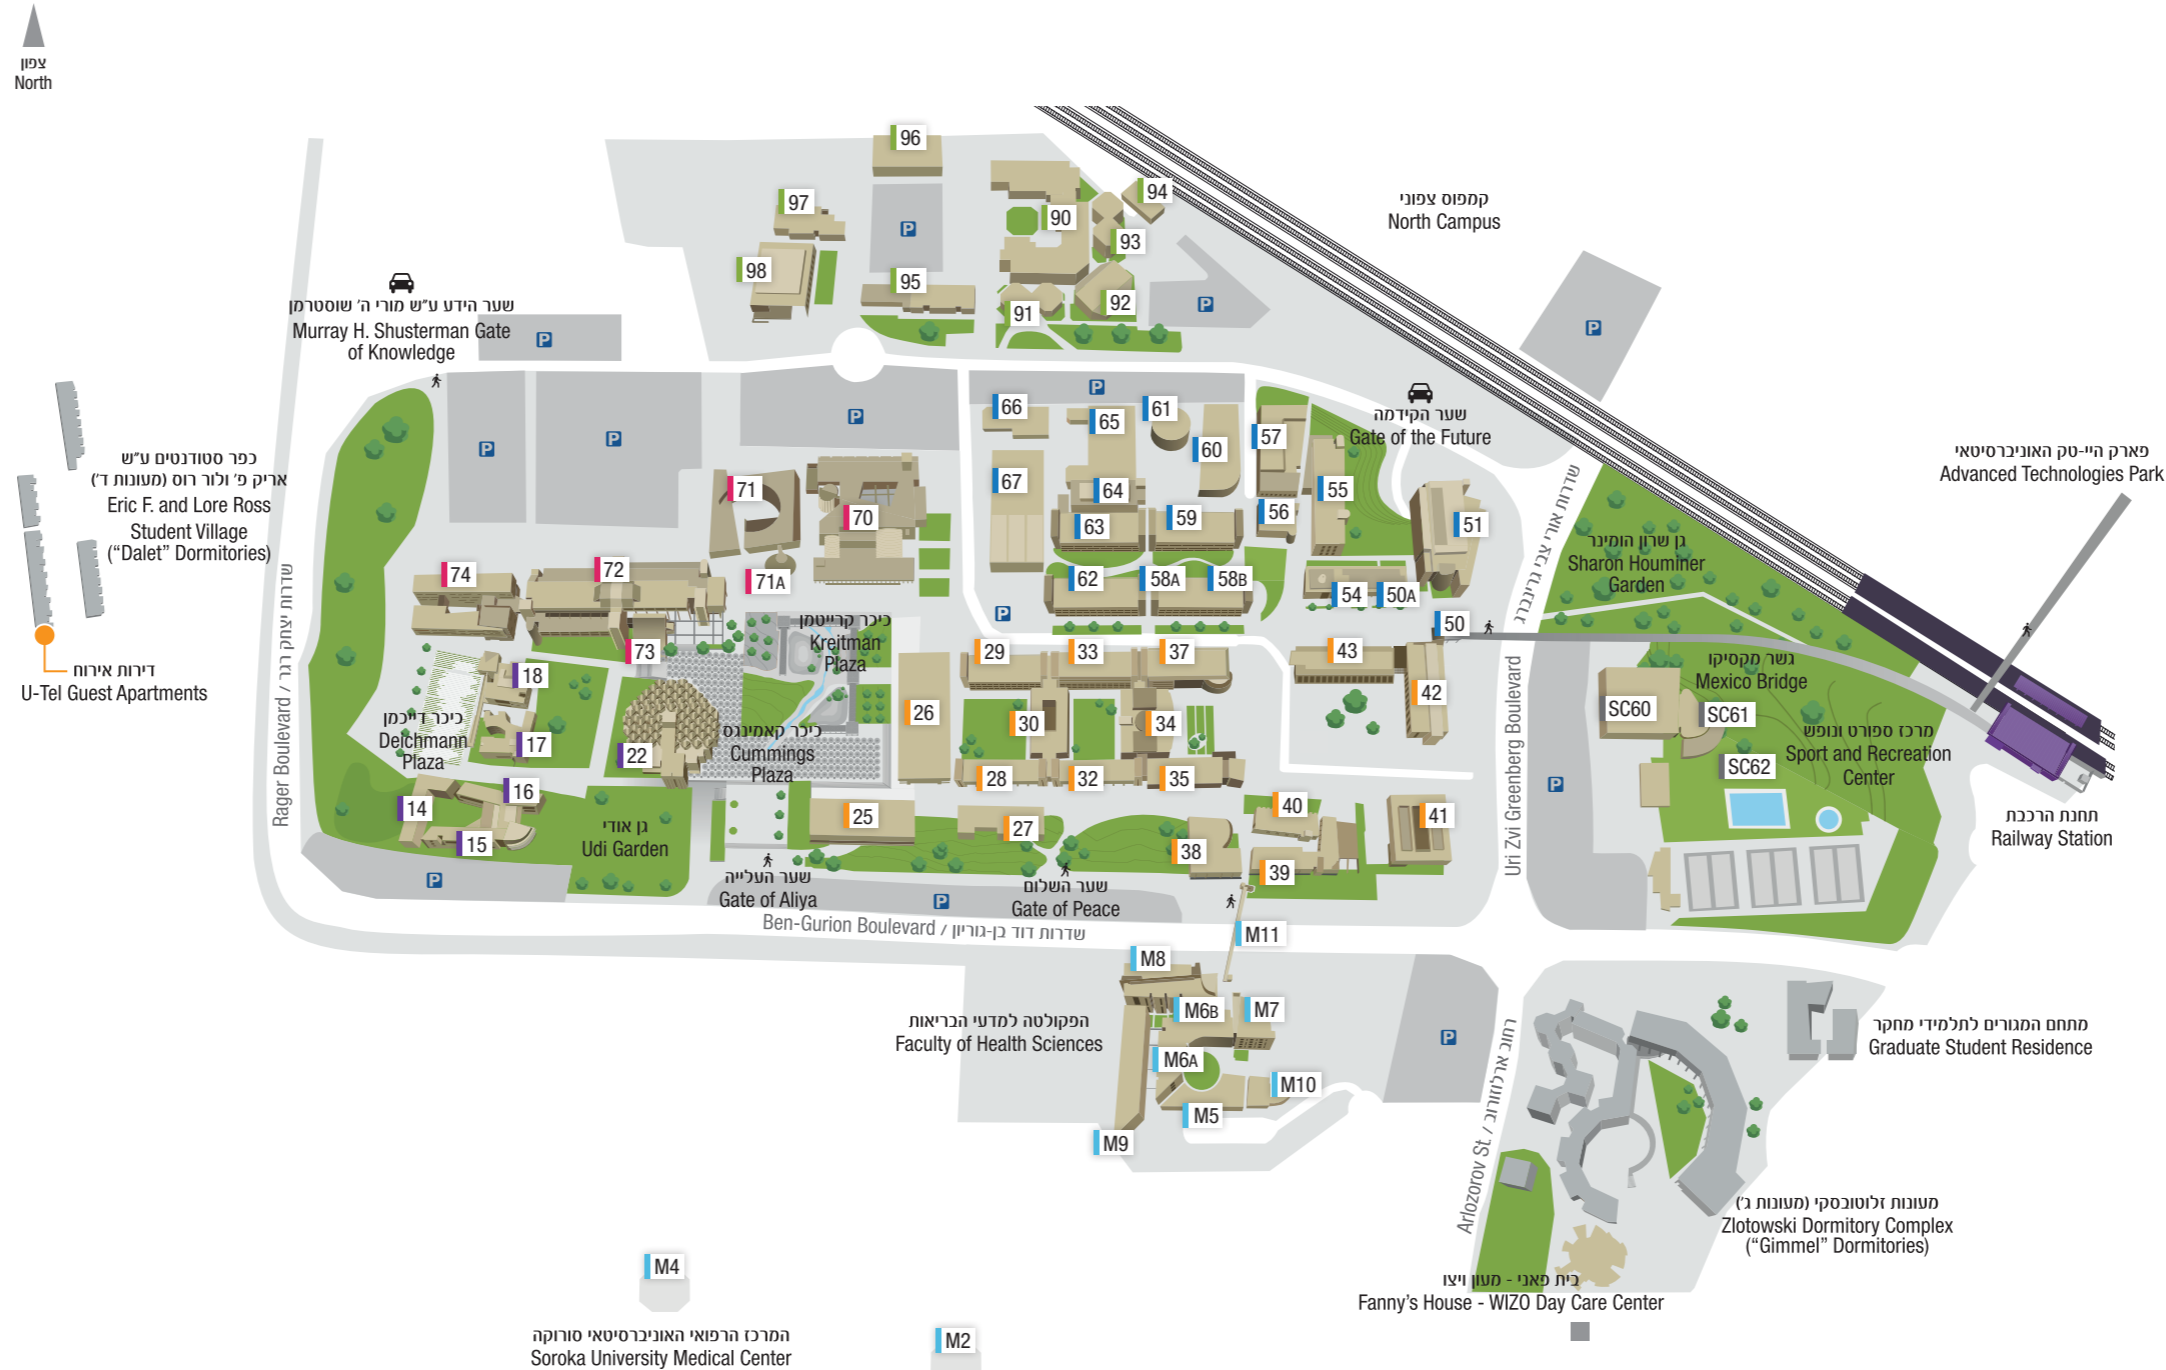 צפון
North
96
97
94
90
93
98
95
92
91
קמפוס צפוני
North Campus
שער הידע ע״ש מורי ה׳ שוסטרמן
Murray H. Shusterman Gate
of Knowledge
P
P
P
P
P
P
P
P
שער הקידמה
Gate of the Future
פארק היי-טק האוניברסיטאי
Advanced Technologies Park
כפר סטודנטים ע״ש
אריק פ׳ ולור רוס (מעונות ד׳)
Eric F. and Lore Ross
Student Village
("Dalet" Dormitories)
דירות אירוח
U-Tel Guest Apartments
שדרות יצחק רגר / Rager Boulevard
66
65
61
60
57
67
64
63
59
56
55
51
71
70
71A
62
58A
58B
54
50A
50
74
72
73
שדרות אורי צבי גרינברג
Uri Zvi Greenberg Boulevard
גן שרון הומינר
Sharon Houminer
Garden
גשר מקסיקו
Mexico Bridge
SC60
SC61
SC62
מרכז ספורט ונופש
Sport and Recreation
Center
תחנת הרכבת
Railway Station
כיכר קרייטמן
Kreitman
Plaza
P
29
33
37
43
42
26
30
34
28
32
35
18
17
22
כיכר דייכמן
Deichmann
Plaza
כיכר קאמינגס
Cummings
Plaza
16
14
15
גן אודי
Udi Garden
25
27
38
40
41
39
P
P
P
שער העלייה
Gate of Aliya
שער השלום
Gate of Peace
שדרות דוד בן-גוריון / Ben-Gurion Boulevard
M11
M8
M6B
M7
M6A
M10
M5
M9
הפקולטה למדעי הבריאות
Faculty of Health Sciences
P
רחוב ארלוזורוב / Arlozorov St.
מתחם המגורים לתלמידי מחקר
Graduate Student Residence
מעונות זלוטובסקי (מעונות ג׳)
Zlotowski Dormitory Complex
("Gimmel" Dormitories)
בית פאני - מעון ויצו
Fanny's House - WIZO Day Care Center
M4
המרכז הרפואי האוניברסיטאי סורוקה
Soroka University Medical Center
M2